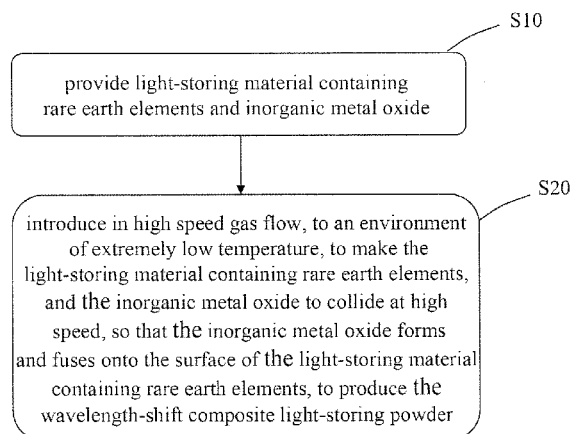 S10
provide light-storing material containing
rare earth elements and inorganic metal oxide
S20
introduce in high speed gas flow, to an environment
of extremely low temperature, to make the
light-storing material containing rare earth elements,
and the inorganic metal oxide to collide at high
speed, so that the inorganic metal oxide forms
and fuses onto the surface of the light-storing material
containing rare earth elements, to produce the
wavelength-shift composite light-storing powder